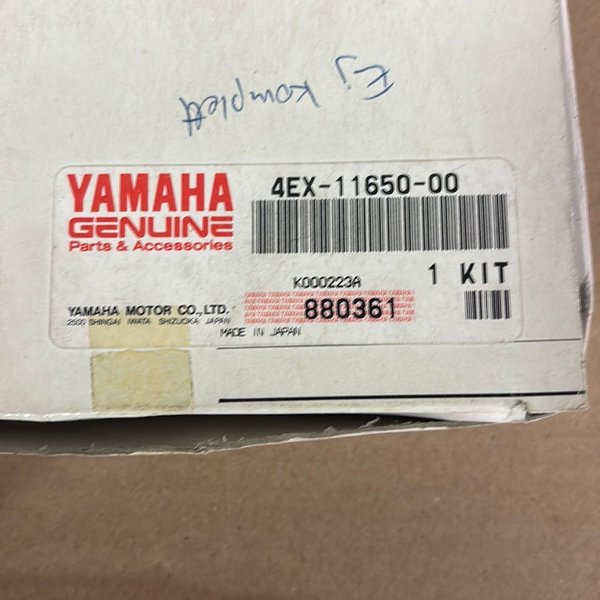 Ej komplett
YAMAHA
GENUINE
Parts & Accessories
4EX-11650-00
K000223A
1 KIT
YAMAHA MOTOR CO.,LTD.
2500 SHINGAI IWATA SHIZUOKA JAPAN
880361
MADE IN JAPAN